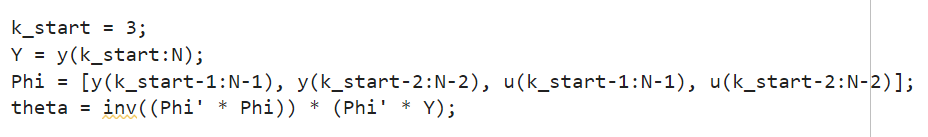 k_start = 3;
Y = y(k_start:N);
Phi = [y(k_start-1:N-1), y(k_start-2:N-2), u(k_start-1:N-1), u(k_start-2:N-2)];
theta = inv((Phi' * Phi)) * (Phi' * Y);